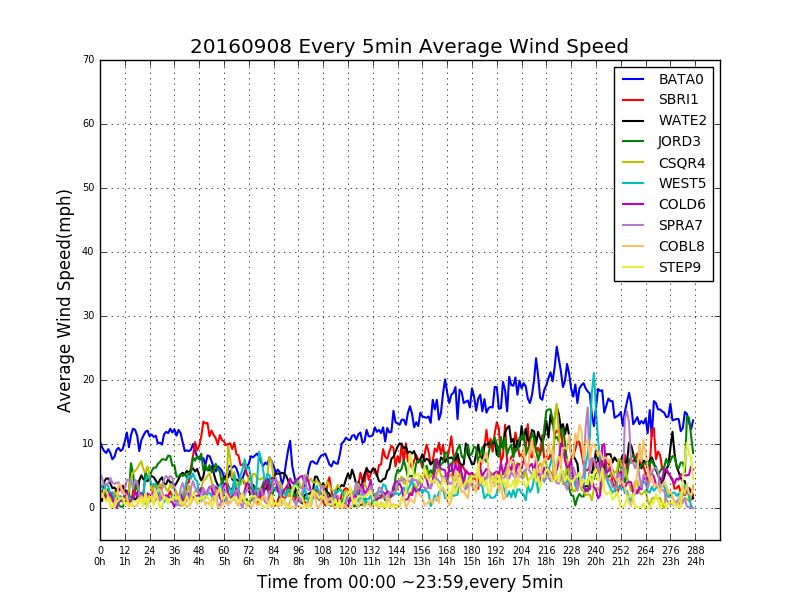 20160908 Every 5min Average Wind Speed
70
60
50
40
30
20
10
0
Average Wind Speed(mph)
BATA0
SBRI1
WATE2
JORD3
CSQR4
WEST5
COLD6
SPRA7
COBL8
STEP9
0 12 24 36 48 60 72 84 96 108 120 132 144 156 168 180 192 204 216 228 240 252 264 276 288
0h 1h 2h 3h 4h 5h 6h 7h 8h 9h 10h 11h 12h 13h 14h 15h 16h 17h 18h 19h 20h 21h 22h 23h 24h
Time from 00:00 ~23:59,every 5min